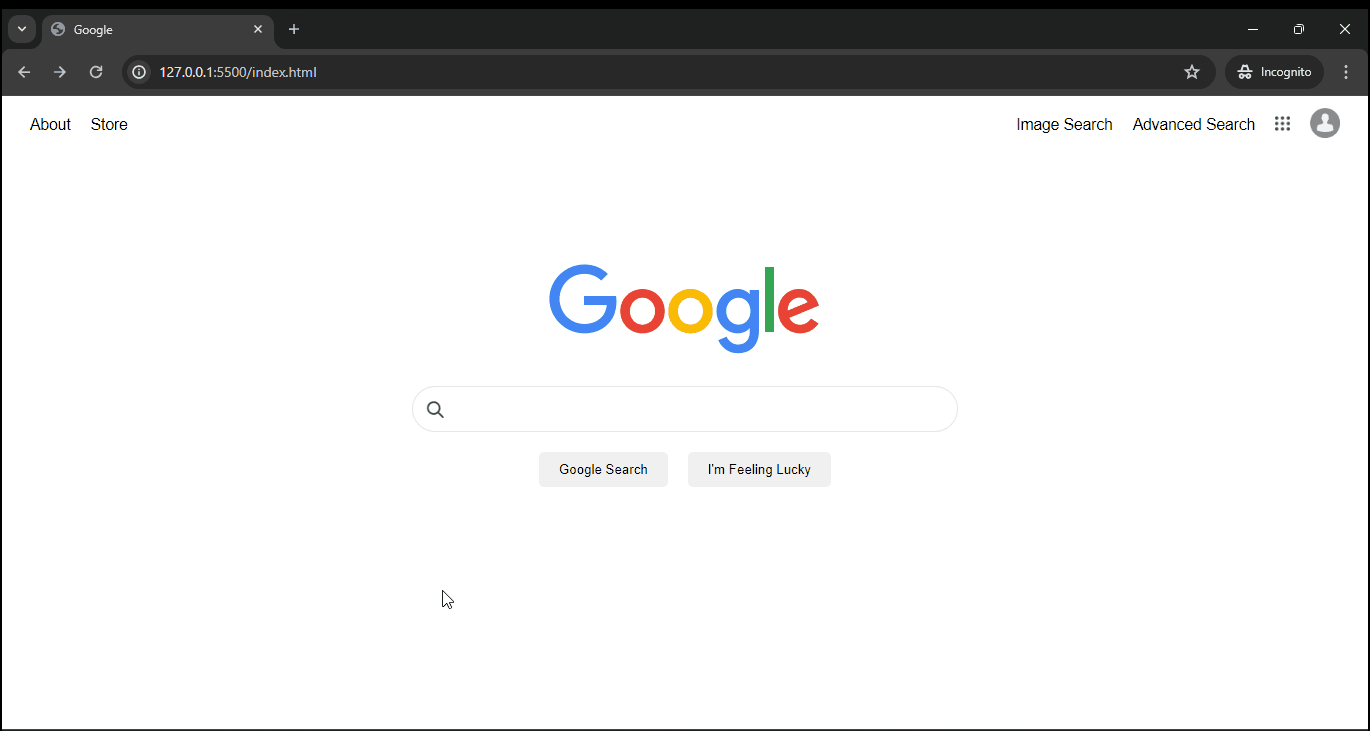 Google
127.0.0.1:5500/index.html
Incognito
About Store
Image Search Advanced Search
Google
Google Search
I'm Feeling Lucky